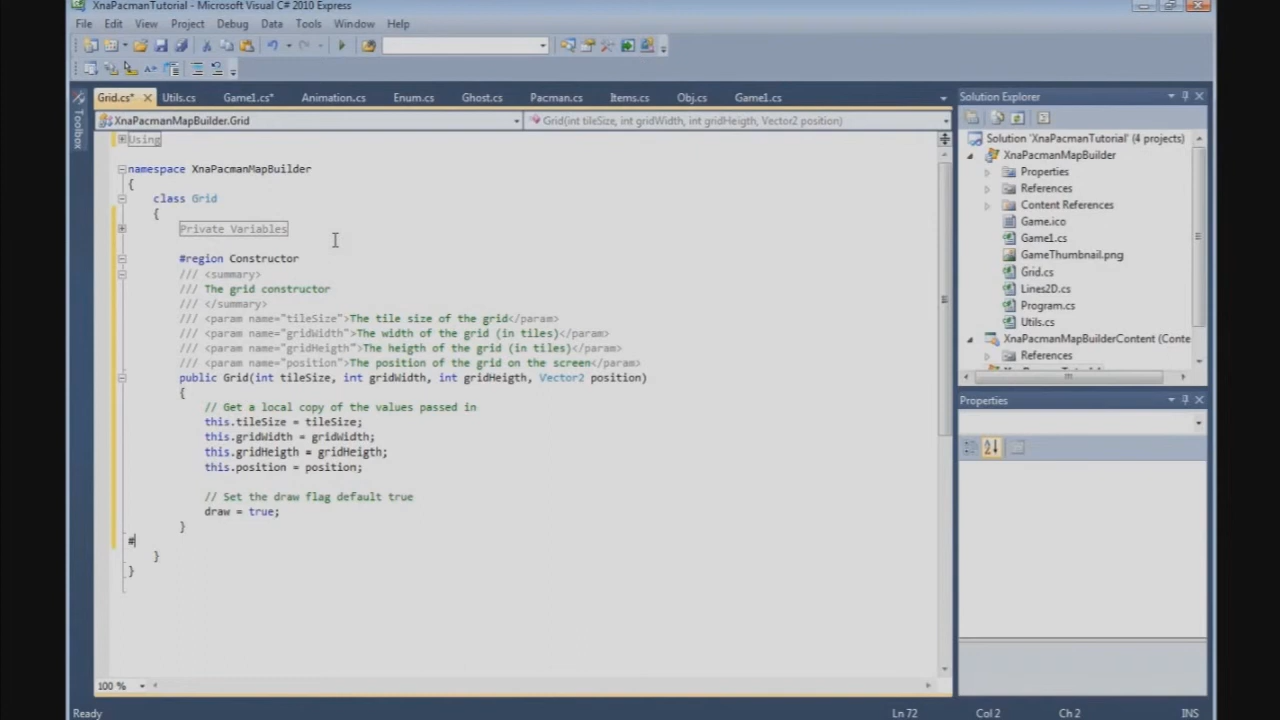 XnaPacmanTutorial - Microsoft Visual C# 2010 Express
File Edit View Project Debug Data Tools Window Help
Grid.cs* Utils.cs Game1.cs* Animation.cs Enum.cs Ghost.cs Pacman.cs Items.cs Obj.cs Game1.cs
XnaPacmanMapBuilder.Grid
Grid(int tileSize, int gridWidth, int gridHeigth, Vector2 position)
Toolbox
Using
namespace XnaPacmanMapBuilder
{
class Grid
{
Private Variables
#region Constructor
/// <summary>
/// The grid constructor
/// </summary>
/// <param name="tileSize">The tile size of the grid</param>
/// <param name="gridWidth">The width of the grid (in tiles)</param>
/// <param name="gridHeigth">The heigth of the grid (in tiles)</param>
/// <param name="position">The position of the grid on the screen</param>
public Grid(int tileSize, int gridWidth, int gridHeigth, Vector2 position)
{
// Get a local copy of the values passed in
this.tileSize = tileSize;
this.gridWidth = gridWidth;
this.gridHeigth = gridHeigth;
this.position = position;
// Set the draw flag default true
draw = true;
}
#
}
}
100 %
Solution Explorer
Solution 'XnaPacmanTutorial' (4 projects)
XnaPacmanMapBuilder
Properties
References
Content References
Game.ico
Game1.cs
GameThumbnail.png
Grid.cs
Lines2D.cs
Program.cs
Utils.cs
XnaPacmanMapBuilderContent (Conte
References
Properties
Ready Ln 72 Col 2 Ch 2 INS